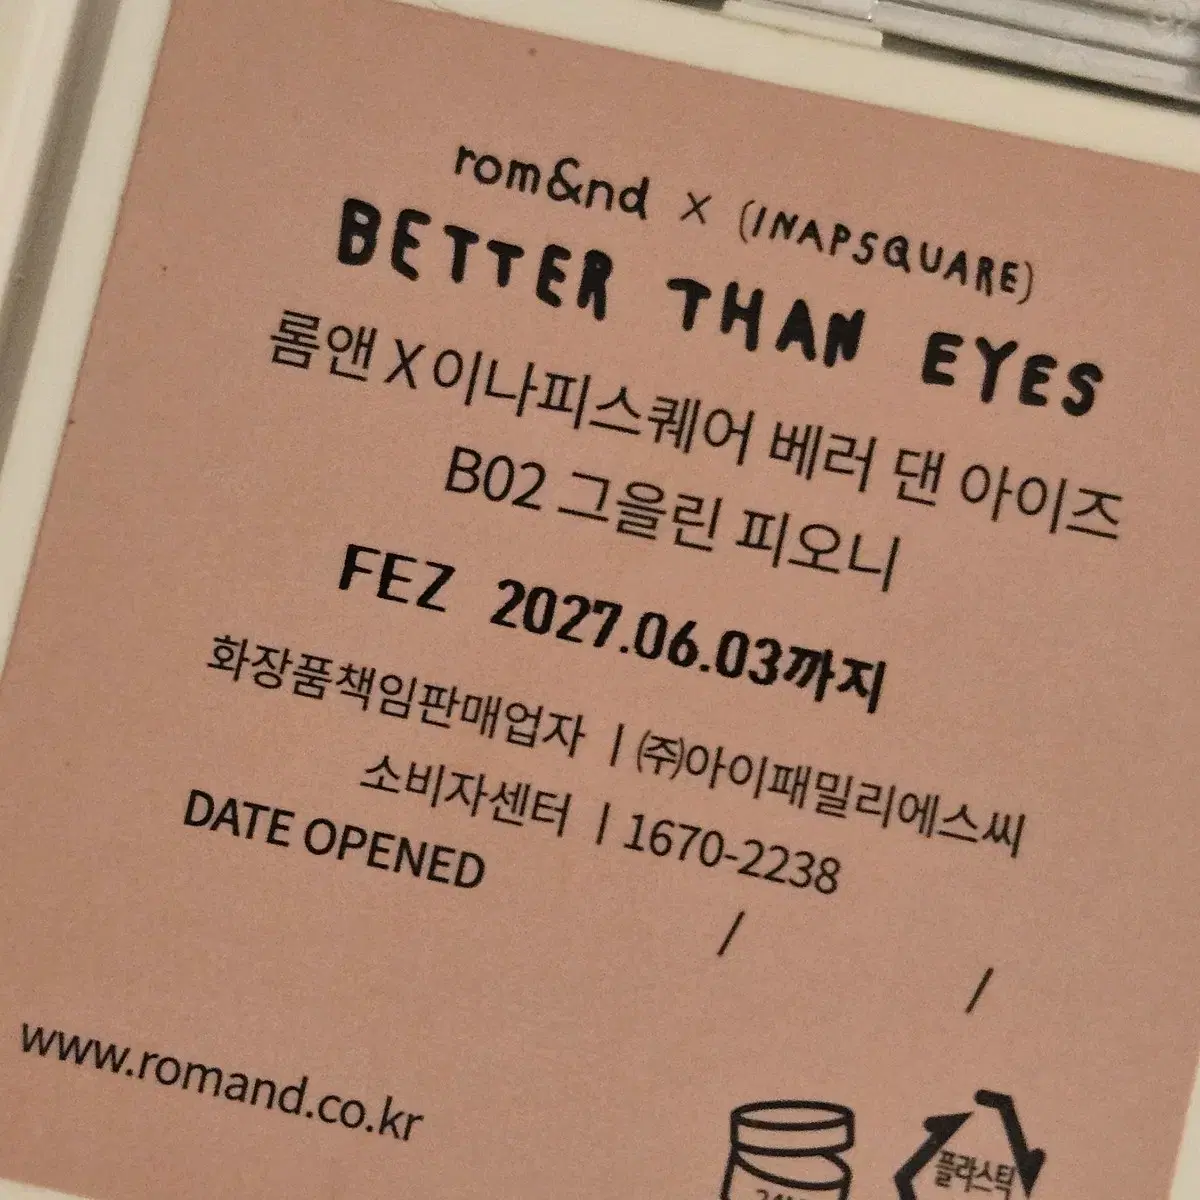 rom&nd × (INAPSQUARE)
BETTER THAN EYES
롬앤 X 이나피스퀘어 베러 댄 아이즈
B02 그을린 피오니
FEZ 2027.06.03까지
화장품책임판매업자 | ㈜아이패밀리에스씨
소비자센터 | 1670-2238
DATE OPENED / /
www.romand.co.kr
플라스틱